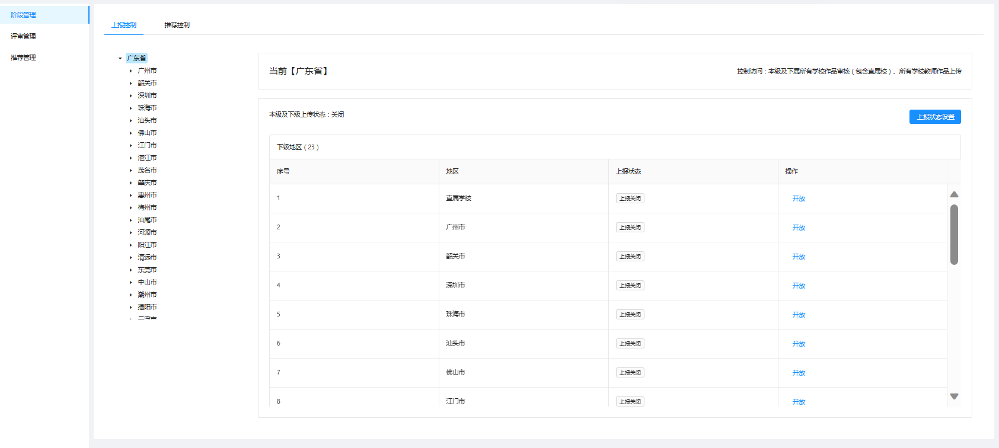 阶段管理
评审管理
推荐管理
上报控制
推荐控制
广东省
广州市
韶关市
深圳市
珠海市
汕头市
佛山市
江门市
湛江市
茂名市
肇庆市
惠州市
梅州市
汕尾市
河源市
阳江市
清远市
东莞市
中山市
潮州市
揭阳市
云浮市
当前【广东省】
控制访问：本级及下属所有学校作品审核（包含直属校）、所有学校教师作品上传
本级及下级上传状态：关闭
上报状态设置
下级地区（23）
序号 地区 上报状态 操作
1 直属学校 上报关闭 开放
2 广州市 上报关闭 开放
3 韶关市 上报关闭 开放
4 深圳市 上报关闭 开放
5 珠海市 上报关闭 开放
6 汕头市 上报关闭 开放
7 佛山市 上报关闭 开放
8 江门市 上报关闭 开放